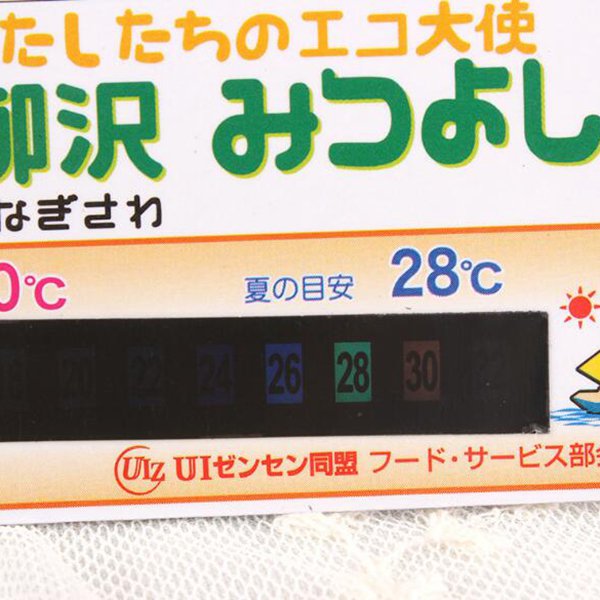 たしたちのエコ大使
柳沢 みつよし
なぎさわ
0℃ 夏の目安 28℃
22 24 26 28 30
UIZ UIゼンセン同盟 フード・サービス部会